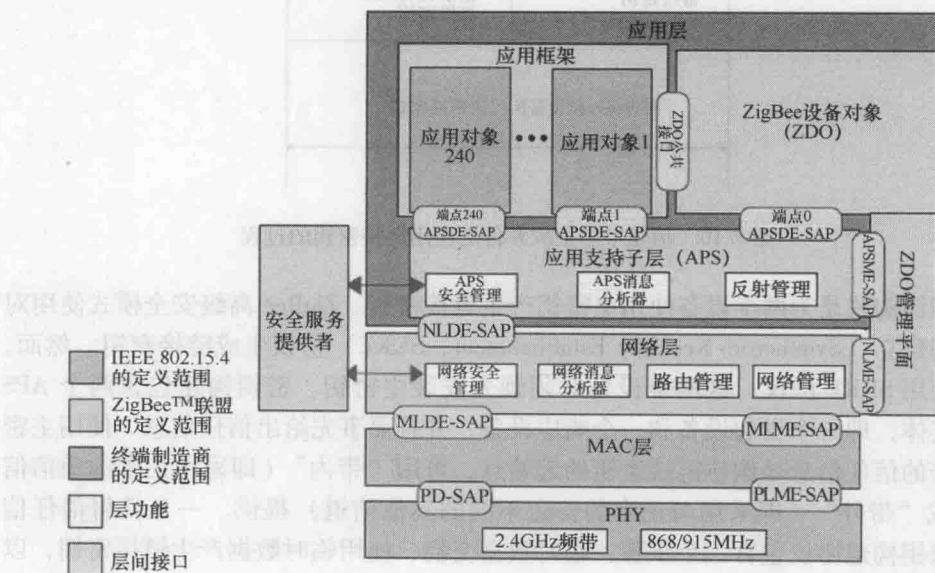 应用层
应用框架
应用对象
240
•••
应用对象1
ZDO公共
接口
ZigBee设备对象
(ZDO)
端点240
APSDE-SAP
端点1
APSDE-SAP
端点0
APSDE-SAP
应用支持子层(APS)
APS
安全管理
APS消息
分析器
反射管理
APSME-SAP
ZDO管理平面
安全服务
提供者
NLDE-SAP
网络层
网络安全
管理
网络消息
分析器
路由管理
网络管理
NLME-SAP
MLDE-SAP
MLME-SAP
MAC层
PD-SAP
PLME-SAP
PHY
2.4GHz频带
868/915MHz
IEEE 802.15.4
的定义范围
ZigBee™联盟
的定义范围
终端制造商
的定义范围
层功能
层间接口